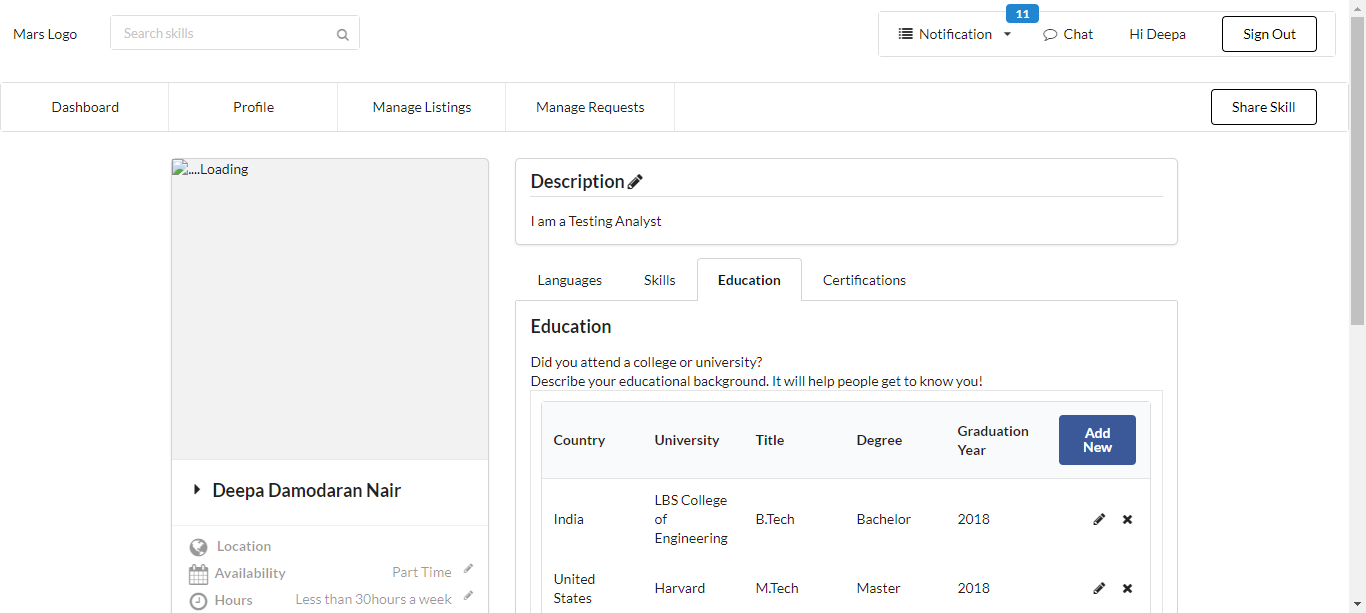 11
Mars Logo
Search skills
Notification
Chat
Hi Deepa
Sign Out
Dashboard
Profile
Manage Listings
Manage Requests
Share Skill
....Loading
Description
I am a Testing Analyst
Languages
Skills
Education
Certifications
Education
Did you attend a college or university?
Describe your educational background. It will help people get to know you!
Country
University
Title
Degree
Graduation
Year
Add
New
India
LBS College
of
Engineering
B.Tech
Bachelor
2018
United
States
Harvard
M.Tech
Master
2018
Deepa Damodaran Nair
Location
Availability
Part Time
Hours
Less than 30hours a week